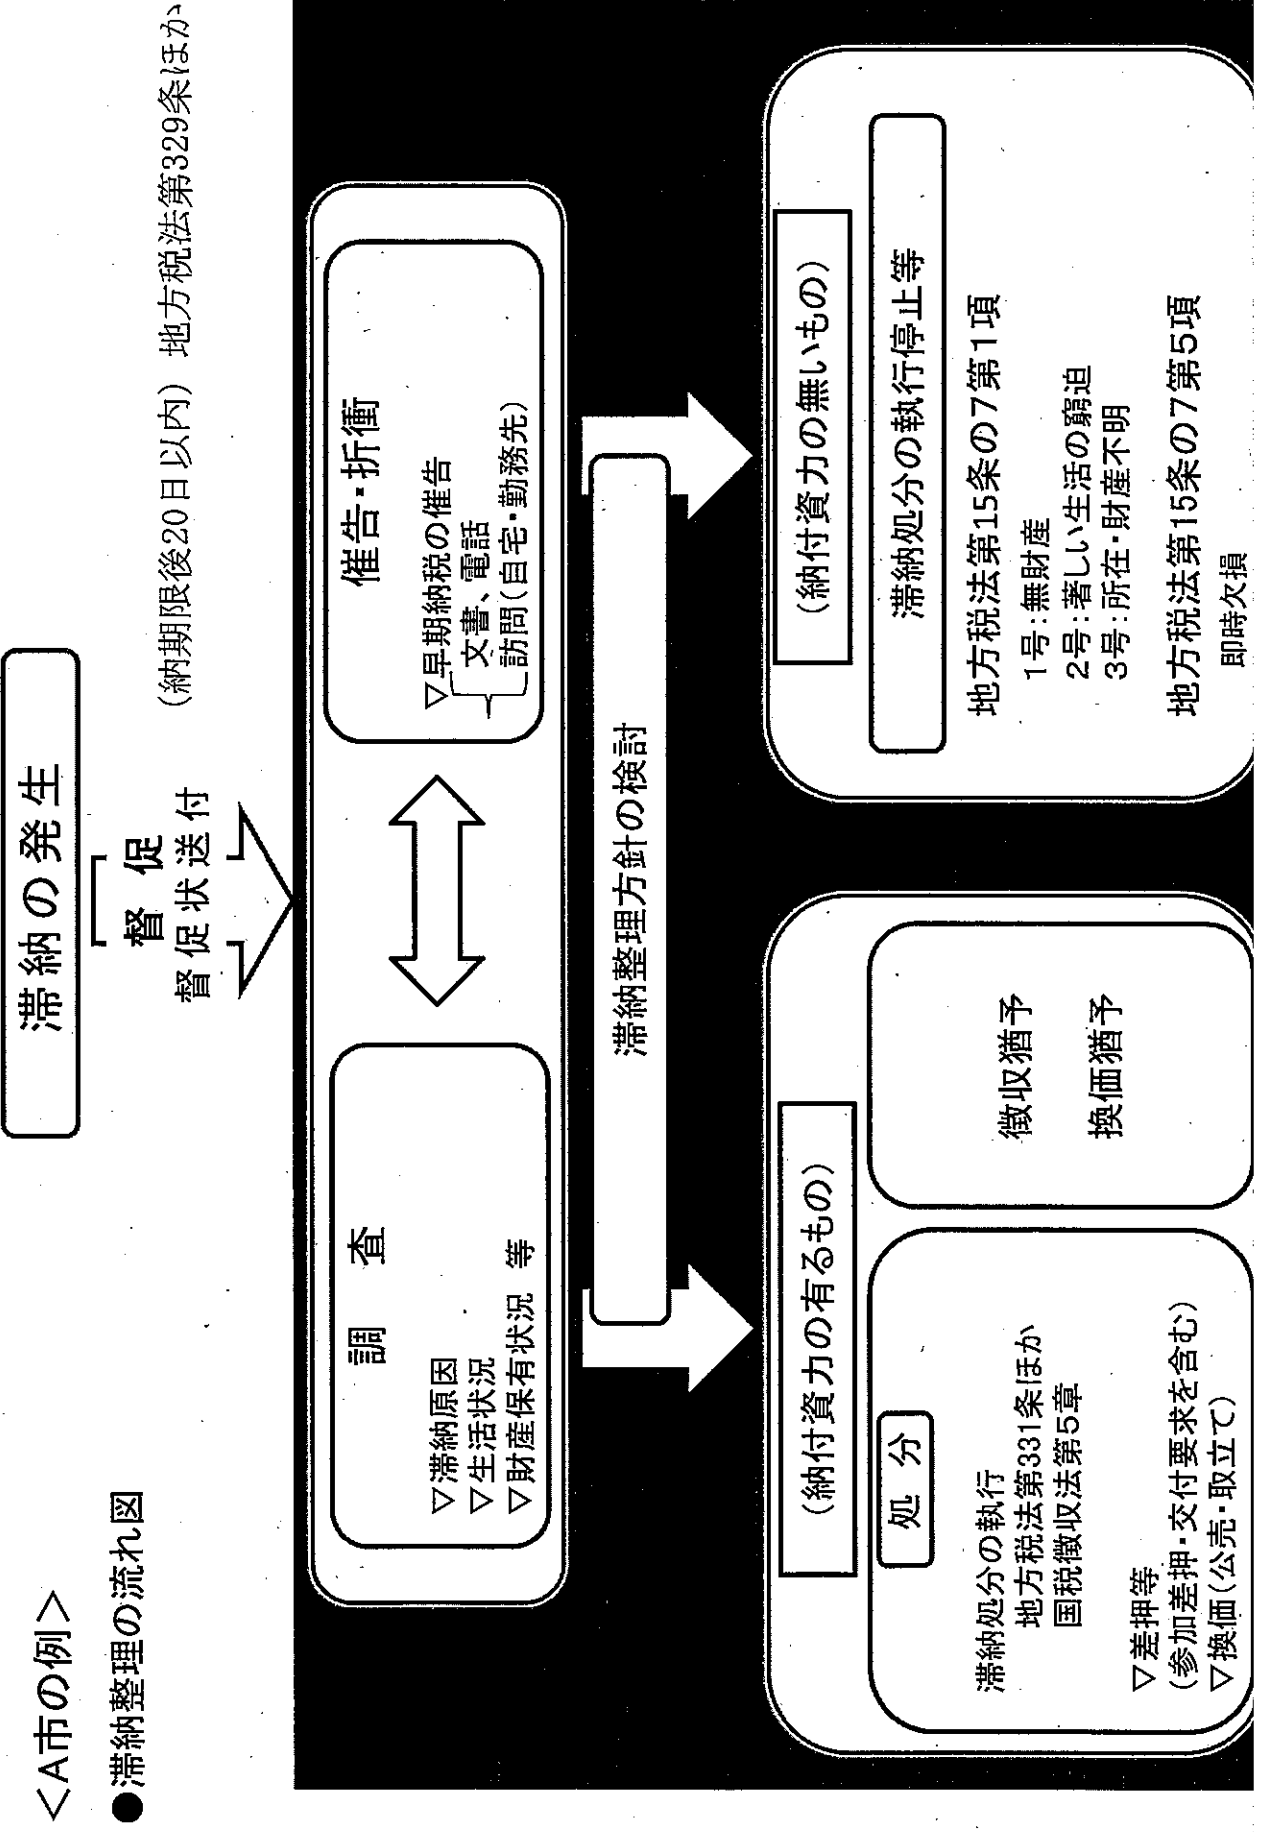 ＜A市の例＞
●滞納整理の流れ図
滞納の発生
督 促
督促状送付
(納期限後20日以内) 地方税法第329条ほか
調 査
▽滞納原因
▽生活状況
▽財産保有状況 等
催告・折衝
▽早期納税の催告
文書、電話
訪問(自宅・勤務先)
滞納整理方針の検討
(納付資力の有るもの)
処 分
滞納処分の執行
地方税法第331条ほか
国税徴収法第5章
▽差押等
(参加差押・交付要求を含む)
▽換価(公売・取立て)
徴収猶予
換価猶予
(納付資力の無いもの)
滞納処分の執行停止等
地方税法第15条の7第1項
1号:無財産
2号:著しい生活の窮迫
3号:所在・財産不明
地方税法第15条の7第5項
即時欠損